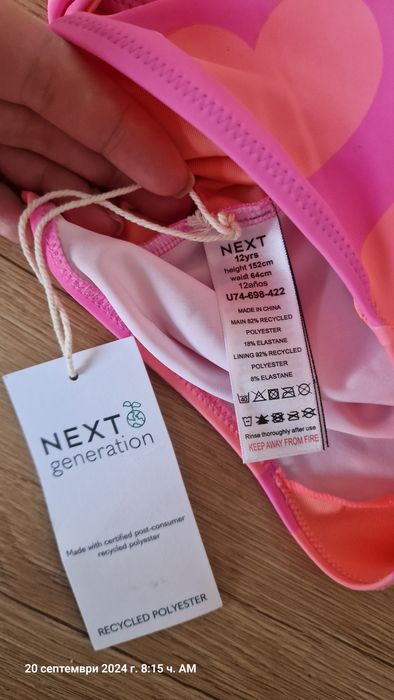 NEXT
12yrs
height 152cm
waist 64cm
12años
U74-698-422
MADE IN CHINA
MAIN 82% RECYCLED
POLYESTER
18% ELASTANE
LINING 92% RECYCLED
POLYESTER
8% ELASTANE
40
Rinse thoroughly after use
KEEP AWAY FROM FIRE
NEXT
generation
Made with certified post-consumer
recycled polyester
RECYCLED POLYESTER
20 септември 2024 г. 8:15 ч. AM